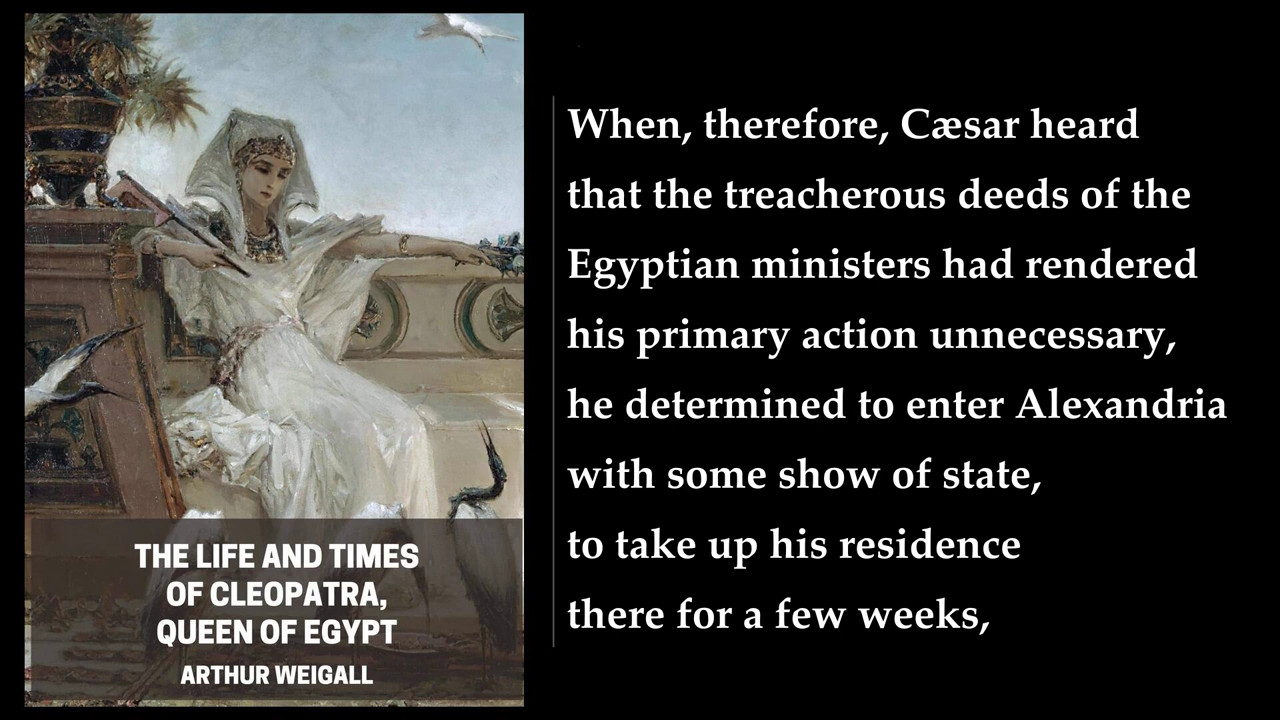 THE LIFE AND TIMES
OF CLEOPATRA,
QUEEN OF EGYPT
ARTHUR WEIGALL
When, therefore, Cæsar heard
that the treacherous deeds of the
Egyptian ministers had rendered
his primary action unnecessary,
he determined to enter Alexandria
with some show of state,
to take up his residence
there for a few weeks,